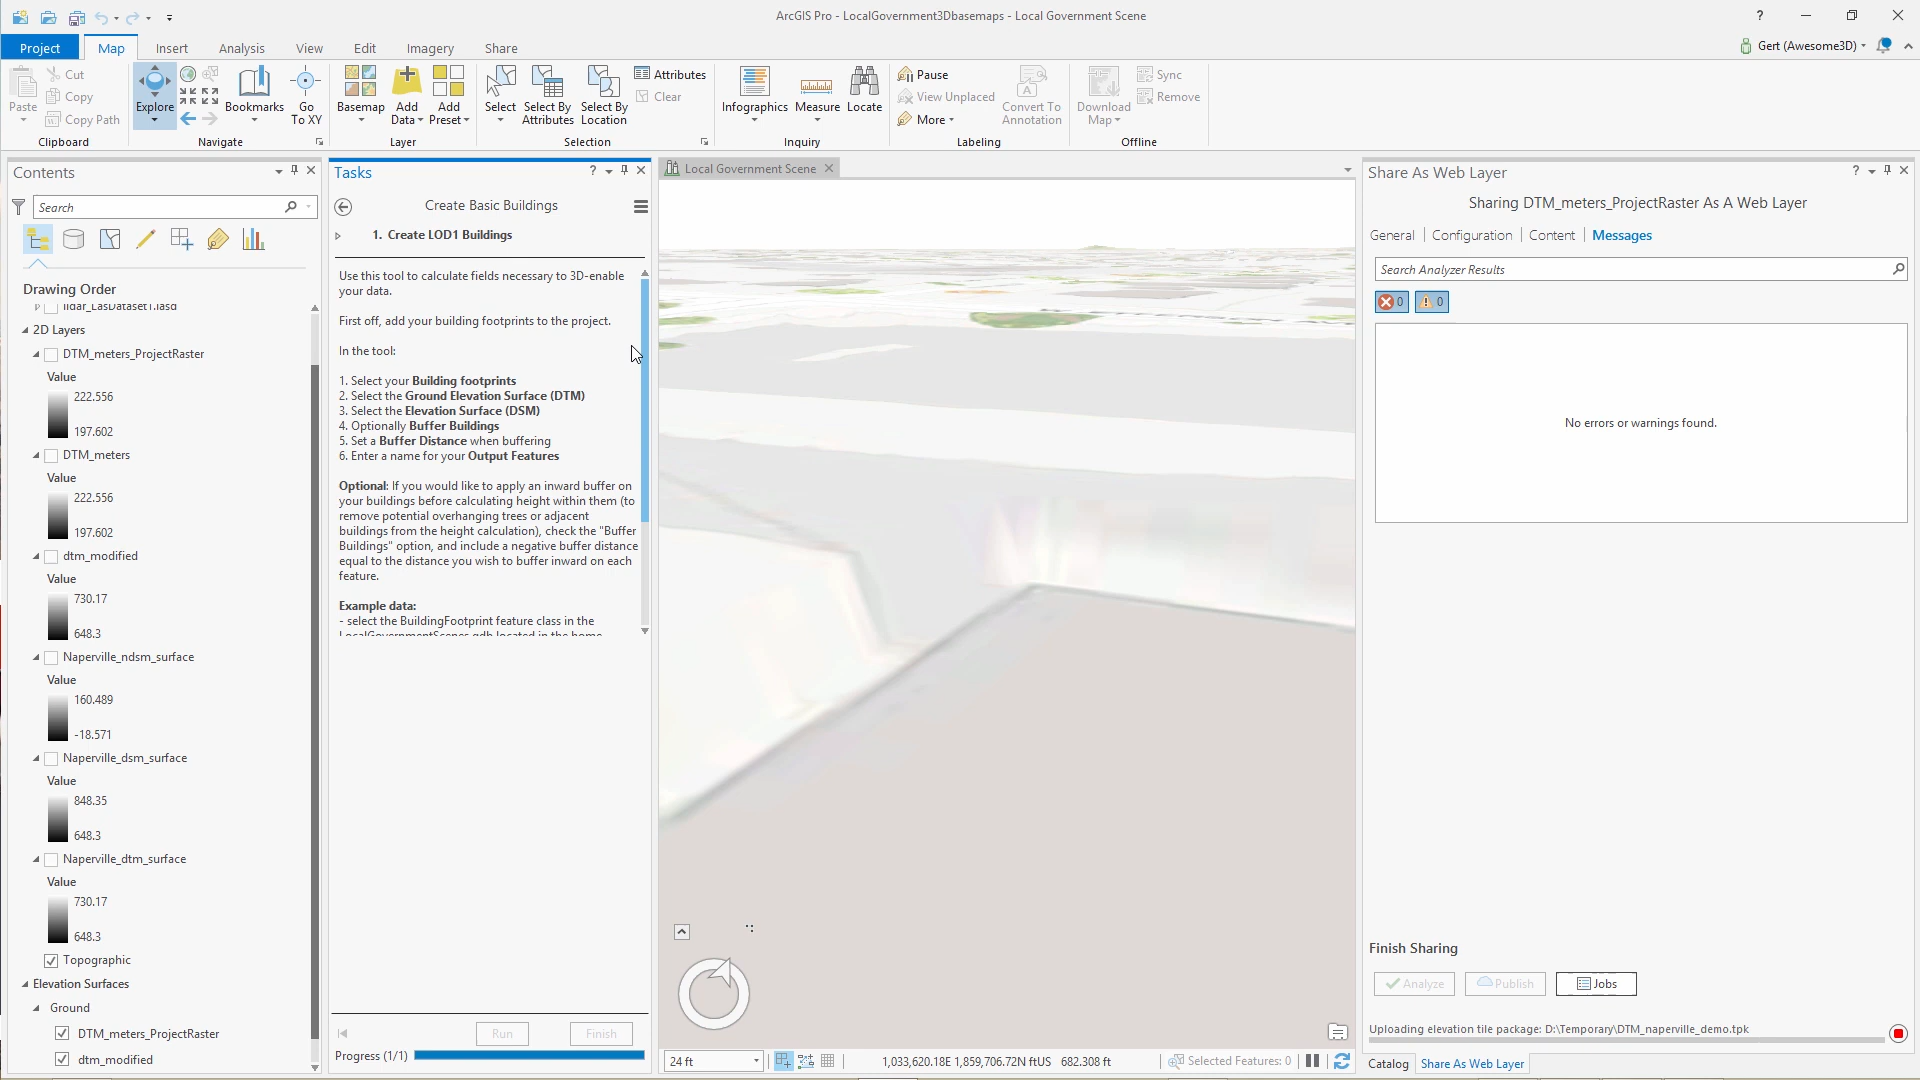 ArcGIS Pro - LocalGovernment3Dbasemaps - Local Government Scene
?
Project
Map
Insert
Analysis
View
Edit
Imagery
Share
Gert (Awesome3D)
Paste
Cut
Copy
Copy Path
Clipboard
Explore
Bookmarks
Go
To XY
Navigate
Basemap
Add
Data
Add
Preset
Layer
Select
Select By
Attributes
Select By
Location
Attributes
Clear
Selection
Infographics
Measure
Locate
Inquiry
Pause
View Unplaced
More
Convert To
Annotation
Labeling
Download
Map
Sync
Remove
Offline
Contents
Search
Drawing Order
lidar_LasDataset1.lasd
2D Layers
DTM_meters_ProjectRaster
Value
222.556
197.602
DTM_meters
Value
222.556
197.602
dtm_modified
Value
730.17
648.3
Naperville_ndsm_surface
Value
160.489
-18.571
Naperville_dsm_surface
Value
848.35
648.3
Naperville_dtm_surface
Value
730.17
648.3
Topographic
Elevation Surfaces
Ground
DTM_meters_ProjectRaster
dtm_modified
Tasks
?
Create Basic Buildings
1. Create LOD1 Buildings
Use this tool to calculate fields necessary to 3D-enable
your data.
First off, add your building footprints to the project.
In the tool:
1. Select your Building footprints
2. Select the Ground Elevation Surface (DTM)
3. Select the Elevation Surface (DSM)
4. Optionally Buffer Buildings
5. Set a Buffer Distance when buffering
6. Enter a name for your Output Features
Optional: If you would like to apply an inward buffer on
your buildings before calculating height within them (to
remove potential overhanging trees or adjacent
buildings from the height calculation), check the "Buffer
Buildings" option, and include a negative buffer distance
equal to the distance you wish to buffer inward on each
feature.
Example data:
- select the BuildingFootprint feature class in the
LocalGovernmentScenes.gdb located in the home
Run
Finish
Progress (1/1)
Local Government Scene
24 ft
1,033,620.18E 1,859,706.72N ftUS 682.308 ft
Selected Features: 0
Share As Web Layer
?
Sharing DTM_meters_ProjectRaster As A Web Layer
General
Configuration
Content
Messages
Search Analyzer Results
0
0
No errors or warnings found.
Finish Sharing
Analyze
Publish
Jobs
Uploading elevation tile package: D:\Temporary\DTM_naperville_demo.tpk
Catalog
Share As Web Layer